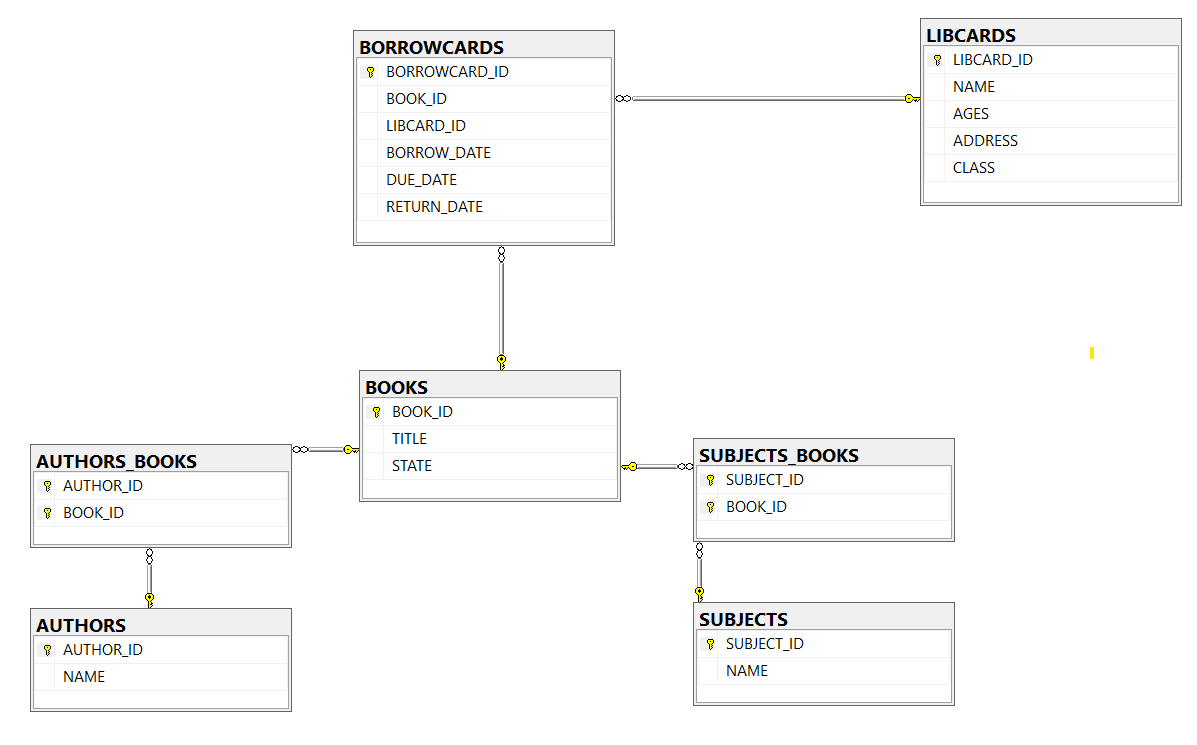 BORROWCARDS
BORROWCARD_ID
BOOK_ID
LIBCARD_ID
BORROW_DATE
DUE_DATE
RETURN_DATE
LIBCARDS
LIBCARD_ID
NAME
AGES
ADDRESS
CLASS
BOOKS
BOOK_ID
TITLE
STATE
AUTHORS_BOOKS
AUTHOR_ID
BOOK_ID
SUBJECTS_BOOKS
SUBJECT_ID
BOOK_ID
AUTHORS
AUTHOR_ID
NAME
SUBJECTS
SUBJECT_ID
NAME